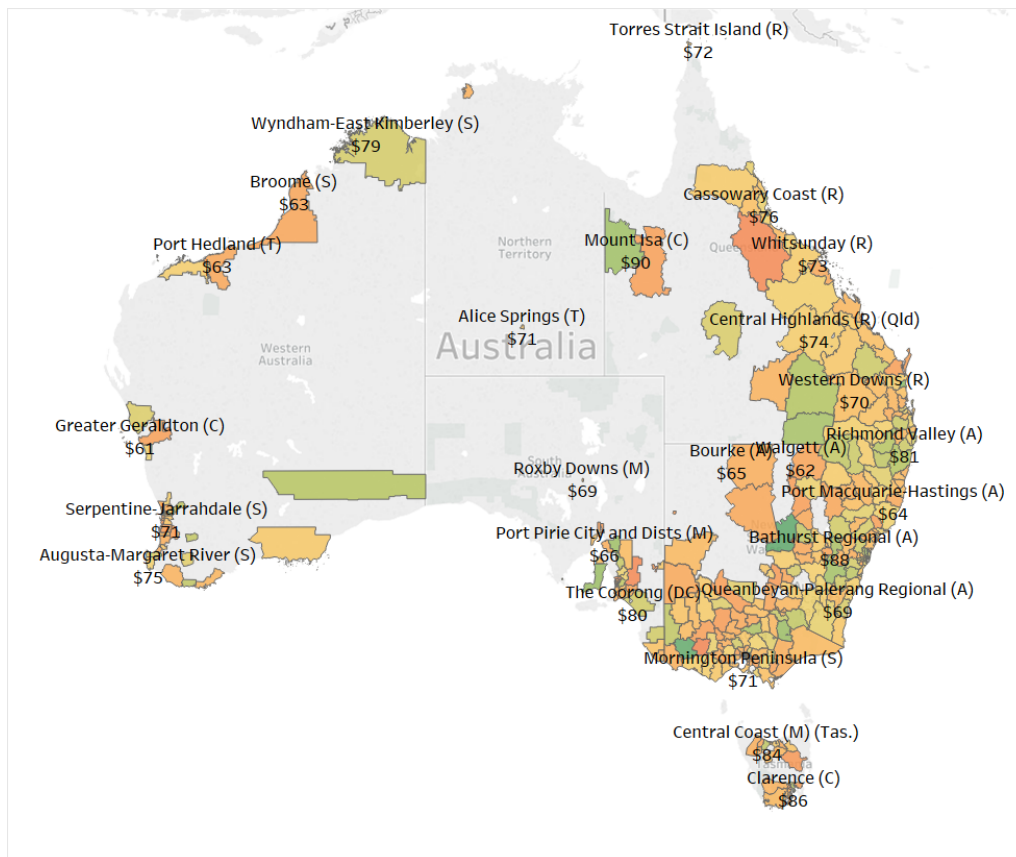 Torres Strait Island (R)
$72
Wyndham-East Kimberley (S)
$79
Broome (S)
$63
Cassowary Coast (R)
$76
Port Hedland (T)
$63
Northern
Territory
Mount Isa (C)
$90
Whitsunday (R)
$73
Alice Springs (T)
$71
Australia
Western
Australia
Central Highlands (R) (Qld)
$74
Western Downs (R)
$70
Greater Geraldton (C)
$61
Richmond Valley (A)
$81
Bourke (A)
$65
Walgett (A)
$62
Roxby Downs (M)
$69
South
Australia
Port Macquarie-Hastings (A)
$64
Serpentine-Jarrahdale (S)
$71
Port Pirie City and Dists (M)
$66
Bathurst Regional (A)
$88
Augusta-Margaret River (S)
$75
The Coorong (DC)
$80
Queanbeyan-Palerang Regional (A)
$69
Mornington Peninsula (S)
$71
Central Coast (M) (Tas.)
$84
Tasmania
Clarence (C)
$86